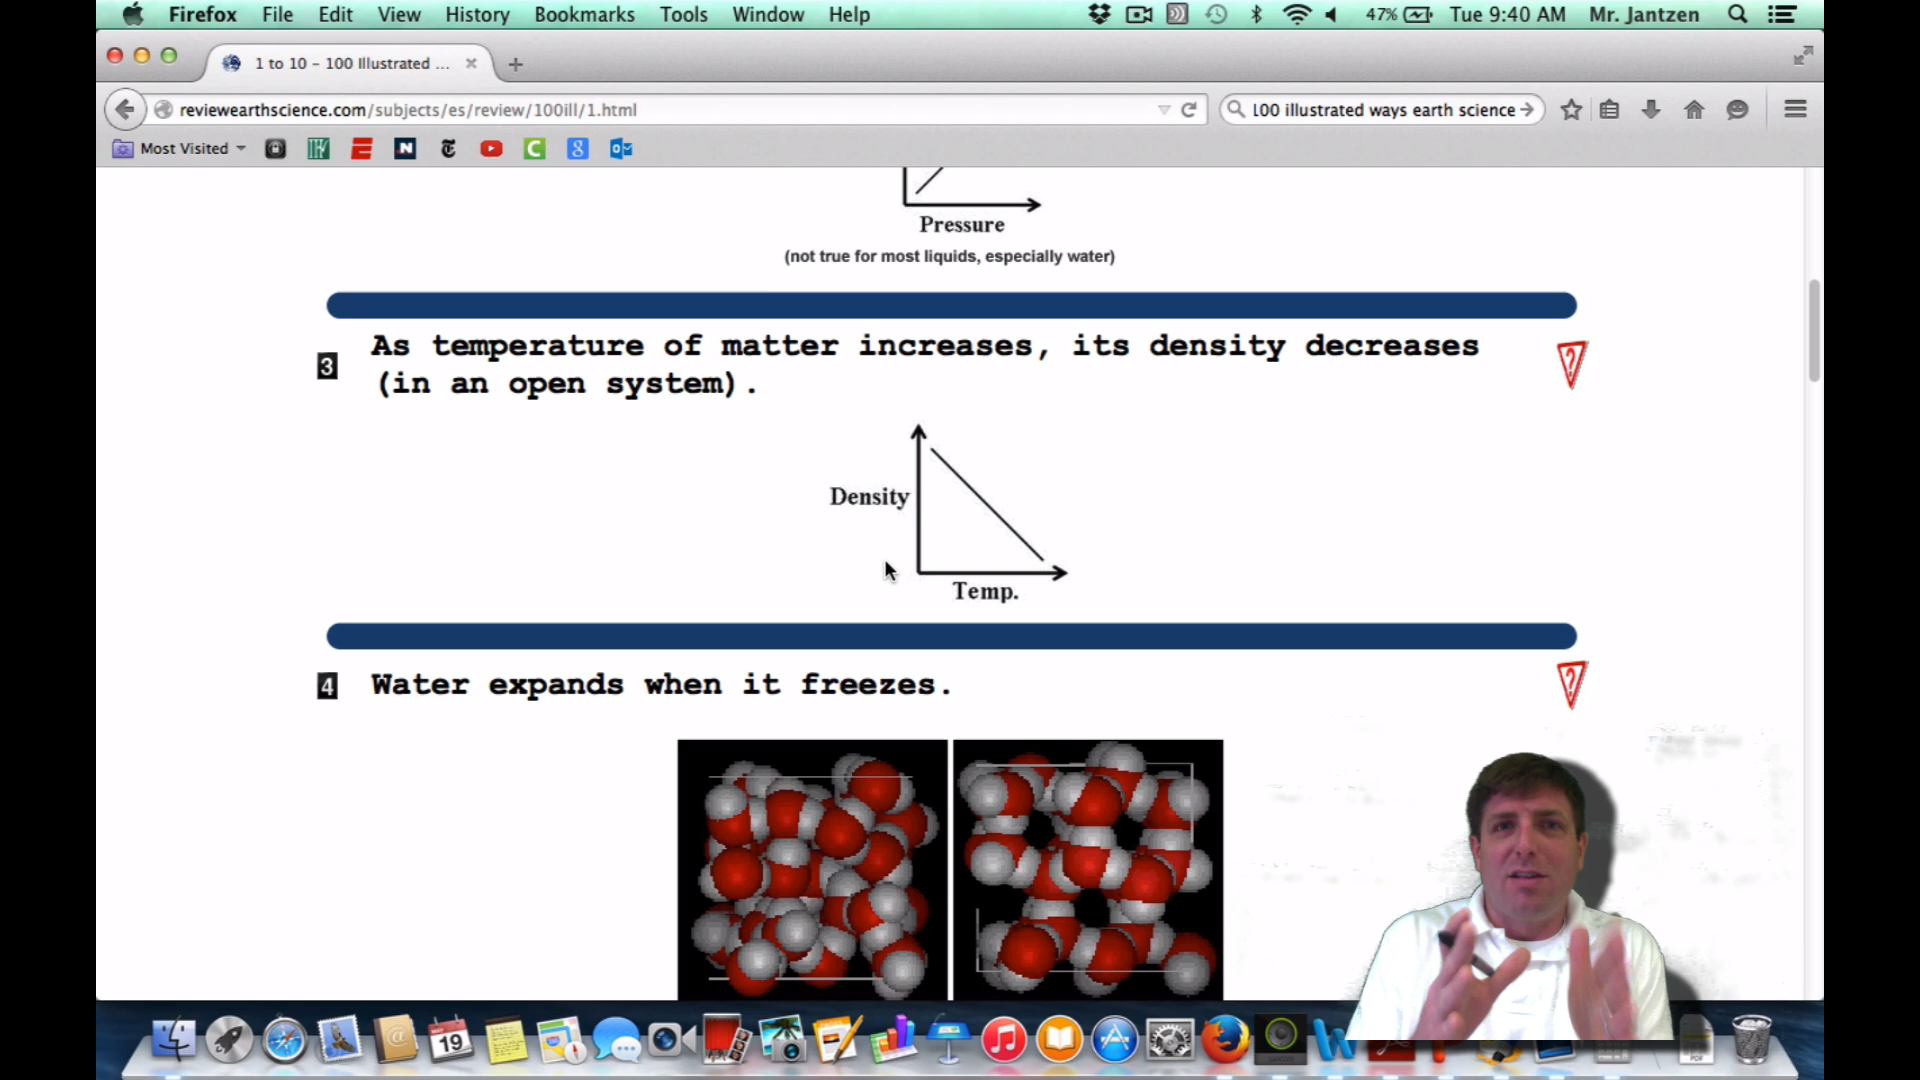 Firefox File Edit View History Bookmarks Tools Window Help 47% Tue 9:40 AM Mr. Jantzen
1 to 10 - 100 Illustrated ...
reviewearthscience.com/subjects/es/review/100ill/1.html
100 illustrated ways earth science
Most Visited
Pressure
(not true for most liquids, especially water)
3 As temperature of matter increases, its density decreases
(in an open system).
Density
Temp.
4 Water expands when it freezes.
19